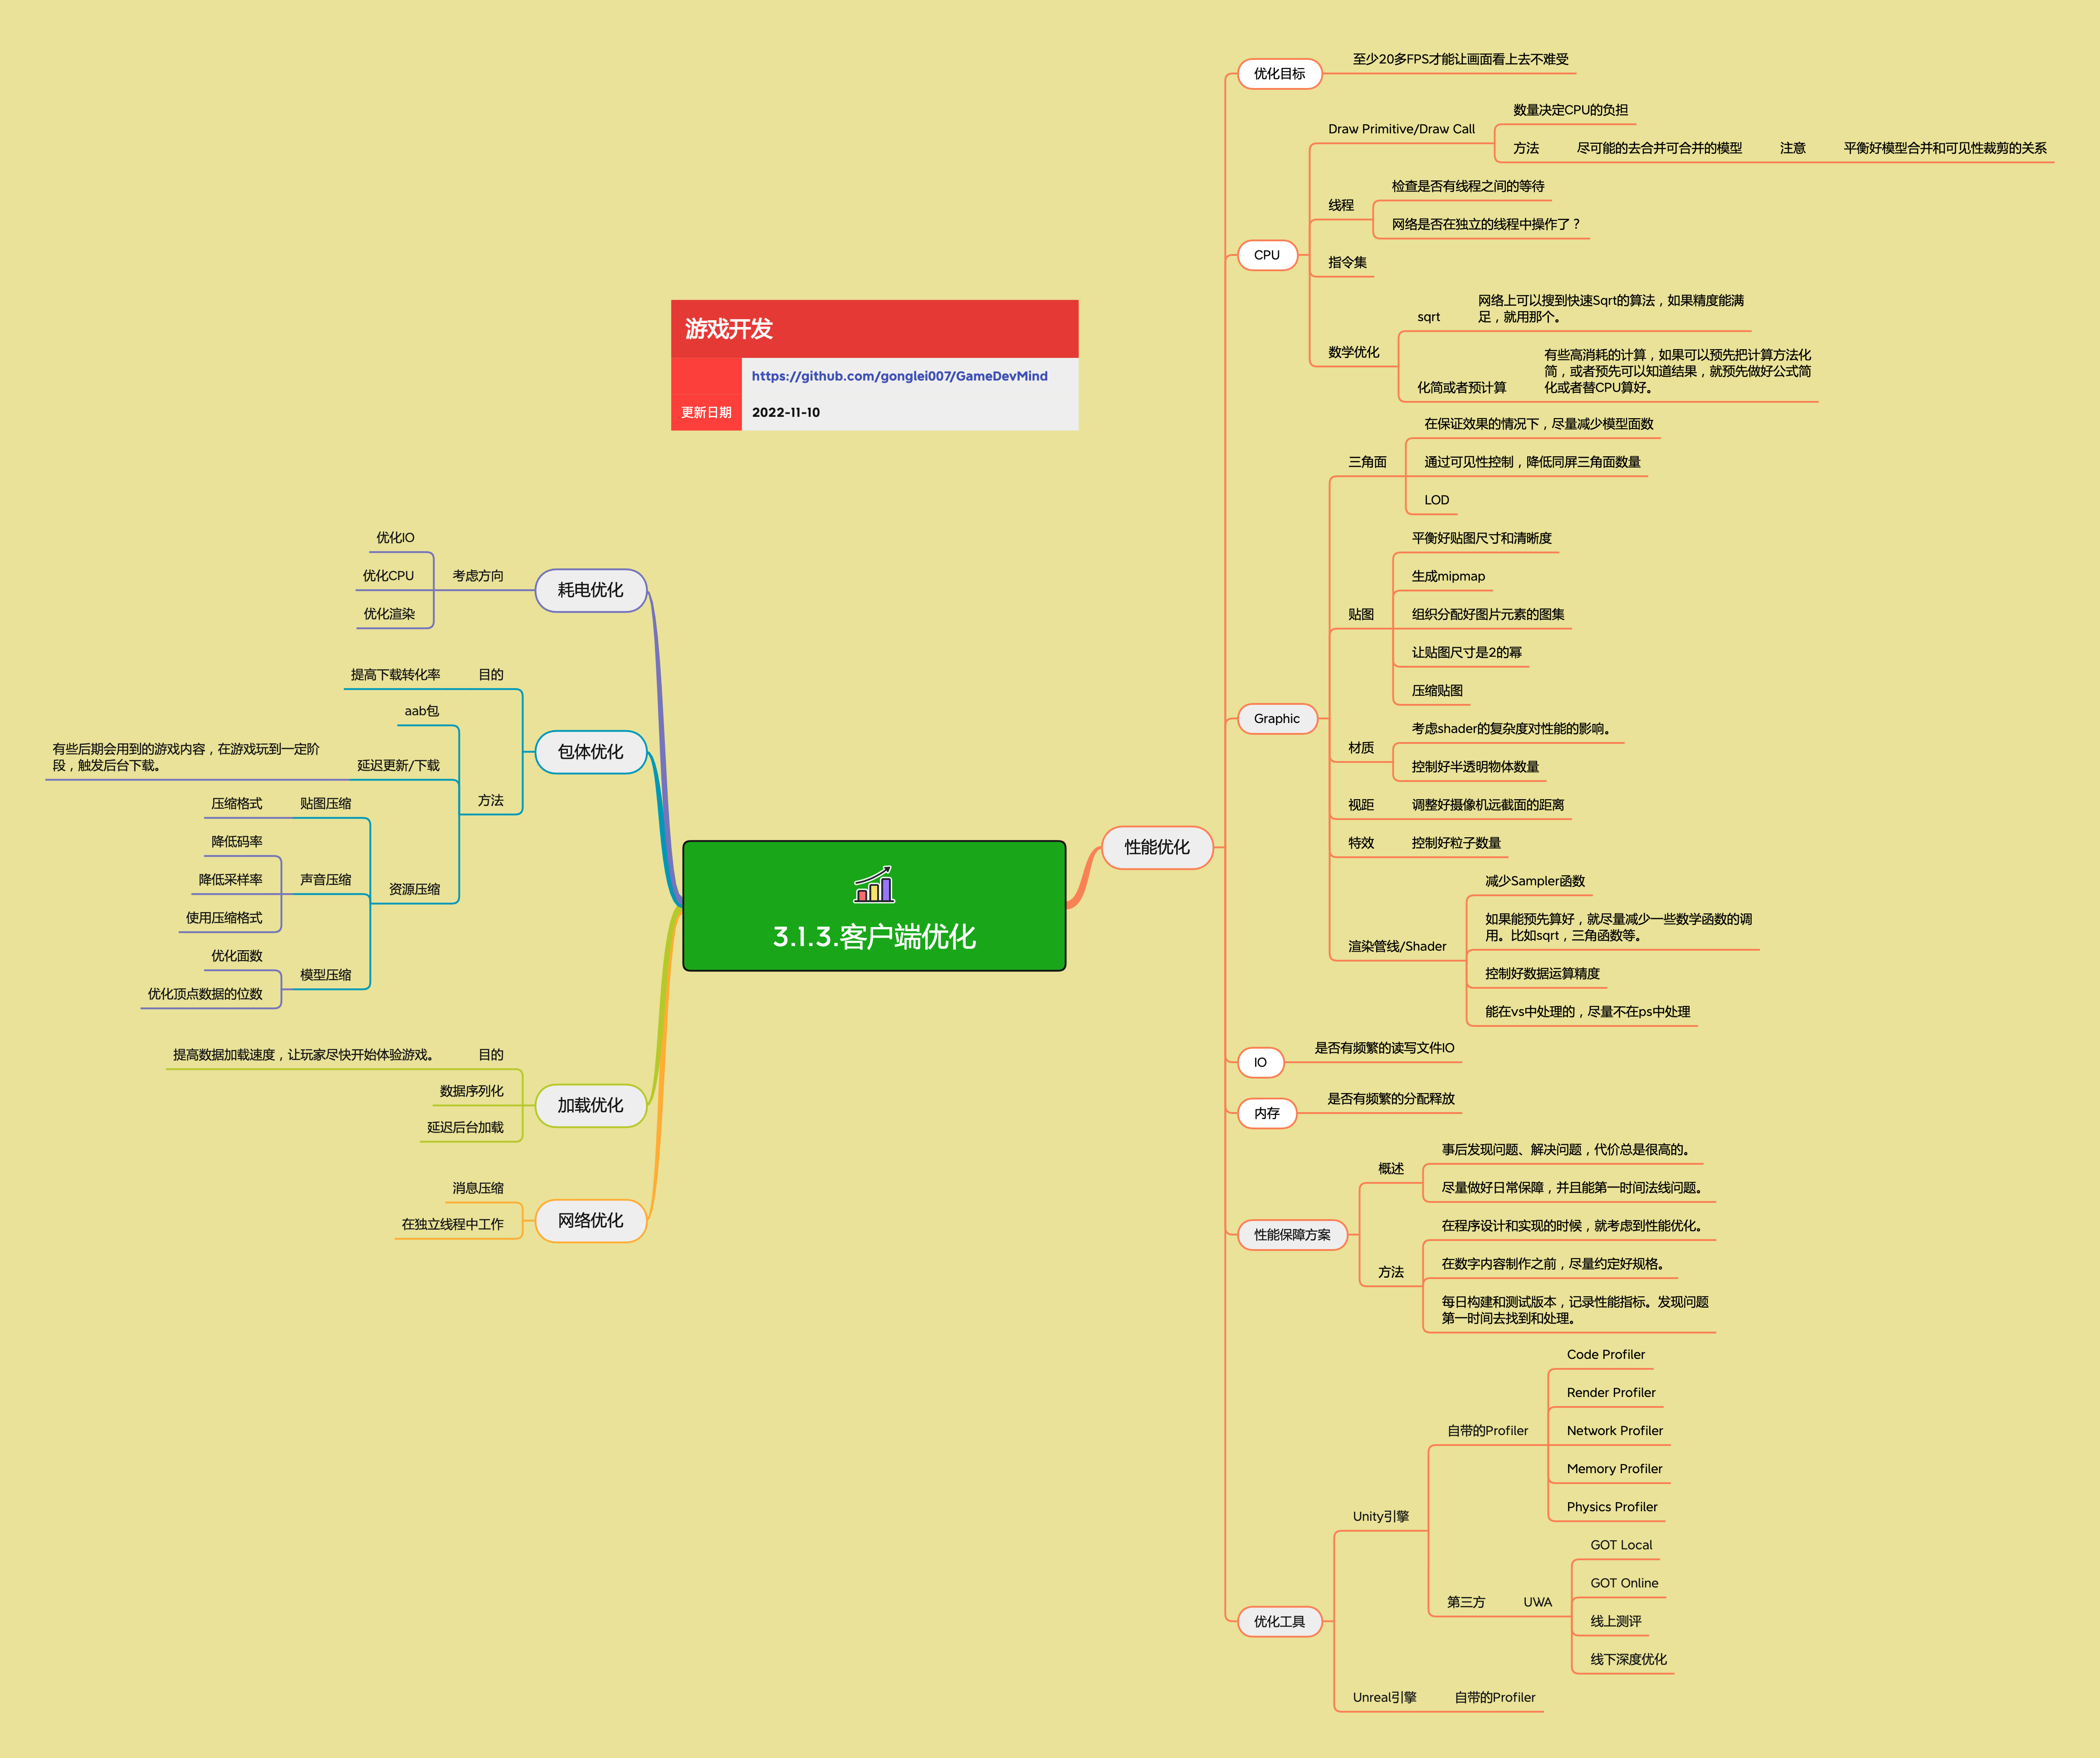 游戏开发
https://github.com/gonglei007/GameDevMind
更新日期
2022-11-10
3.1.3.客户端优化
性能优化
优化目标
至少20多FPS才能让画面看上去不难受
CPU
Draw Primitive/Draw Call
数量决定CPU的负担
方法
尽可能的去合并可合并的模型
注意
平衡好模型合并和可见性裁剪的关系
线程
检查是否有线程之间的等待
网络是否在独立的线程中操作了？
指令集
数学优化
sqrt
网络上可以搜到快速Sqrt的算法，如果精度能满
足，就用那个。
化简或者预计算
有些高消耗的计算，如果可以预先把计算方法化
简，或者预先可以知道结果，就预先做好公式简
化或者替CPU算好。
Graphic
三角面
在保证效果的情况下，尽量减少模型面数
通过可见性控制，降低同屏三角面数量
LOD
贴图
平衡好贴图尺寸和清晰度
生成mipmap
组织分配好图片元素的图集
让贴图尺寸是2的幂
压缩贴图
材质
考虑shader的复杂度对性能的影响。
控制好半透明物体数量
视距
调整好摄像机远截面的距离
特效
控制好粒子数量
渲染管线/Shader
减少Sampler函数
如果能预先算好，就尽量减少一些数学函数的调
用。比如sqrt，三角函数等。
控制好数据运算精度
能在vs中处理的，尽量不在ps中处理
IO
是否有频繁的读写文件IO
内存
是否有频繁的分配释放
性能保障方案
概述
事后发现问题、解决问题，代价总是很高的。
尽量做好日常保障，并且能第一时间法线问题。
方法
在程序设计和实现的时候，就考虑到性能优化。
在数字内容制作之前，尽量约定好规格。
每日构建和测试版本，记录性能指标。发现问题
第一时间去找到和处理。
优化工具
Unity引擎
自带的Profiler
Code Profiler
Render Profiler
Network Profiler
Memory Profiler
Physics Profiler
第三方
UWA
GOT Local
GOT Online
线上测评
线下深度优化
Unreal引擎
自带的Profiler
耗电优化
考虑方向
优化IO
优化CPU
优化渲染
包体优化
目的
提高下载转化率
方法
aab包
延迟更新/下载
有些后期会用到的游戏内容，在游戏玩到一定阶
段，触发后台下载。
资源压缩
贴图压缩
压缩格式
声音压缩
降低码率
降低采样率
使用压缩格式
模型压缩
优化面数
优化顶点数据的位数
加载优化
目的
提高数据加载速度，让玩家尽快开始体验游戏。
数据序列化
延迟后台加载
网络优化
消息压缩
在独立线程中工作